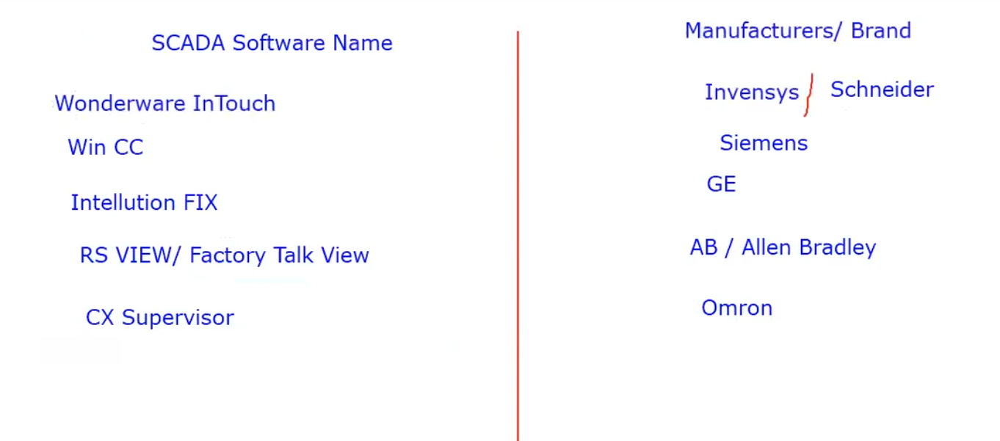 SCADA Software Name
Manufacturers/ Brand
Wonderware InTouch
Invensys / Schneider
Win CC
Siemens
Intellution FIX
GE
RS VIEW/ Factory Talk View
AB / Allen Bradley
CX Supervisor
Omron